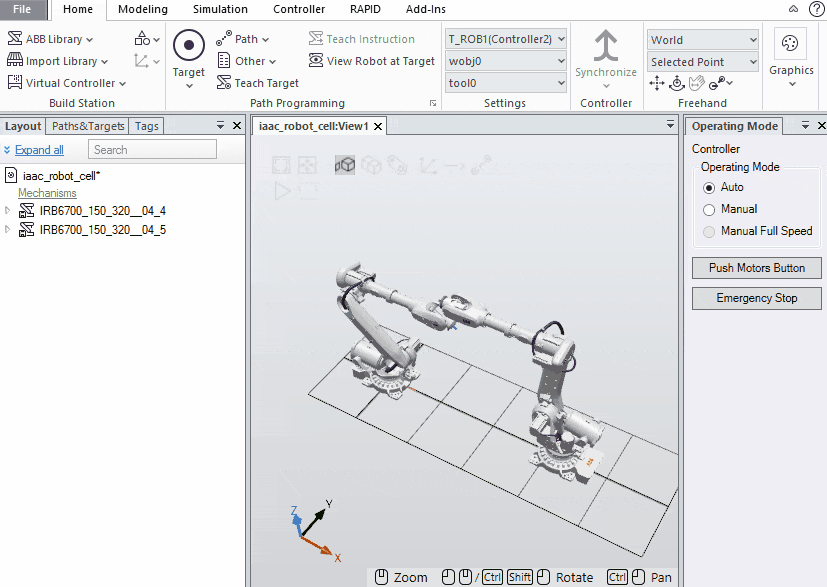 File Home Modeling Simulation Controller RAPID Add-Ins
ABB Library
Import Library
Virtual Controller
Build Station
Target
Path
Other
Teach Target
Teach Instruction
View Robot at Target
Path Programming
T_ROB1(Controller2)
wobj0
tool0
Settings
Synchronize
Controller
World
Selected Point
Freehand
Graphics
Layout Paths&Targets Tags
Expand all Search
iaac_robot_cell*
Mechanisms
IRB6700_150_320__04_4
IRB6700_150_320__04_5
iaac_robot_cell:View1
Z Y X
Zoom / Ctrl Shift Rotate Ctrl Pan
Operating Mode
Controller
Operating Mode
Auto
Manual
Manual Full Speed
Push Motors Button
Emergency Stop